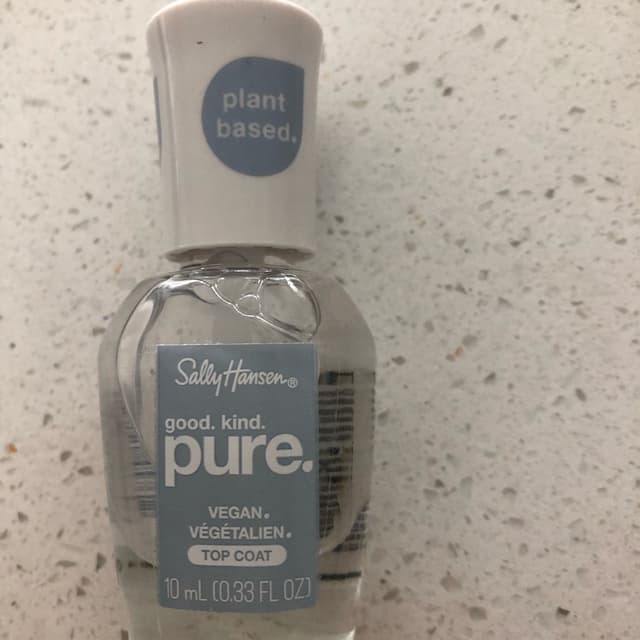 plant
based.
Sally Hansen®
good. kind.
pure.
VEGAN.
VÉGÉTALIEN.
TOP COAT
10 mL (0.33 FL OZ)